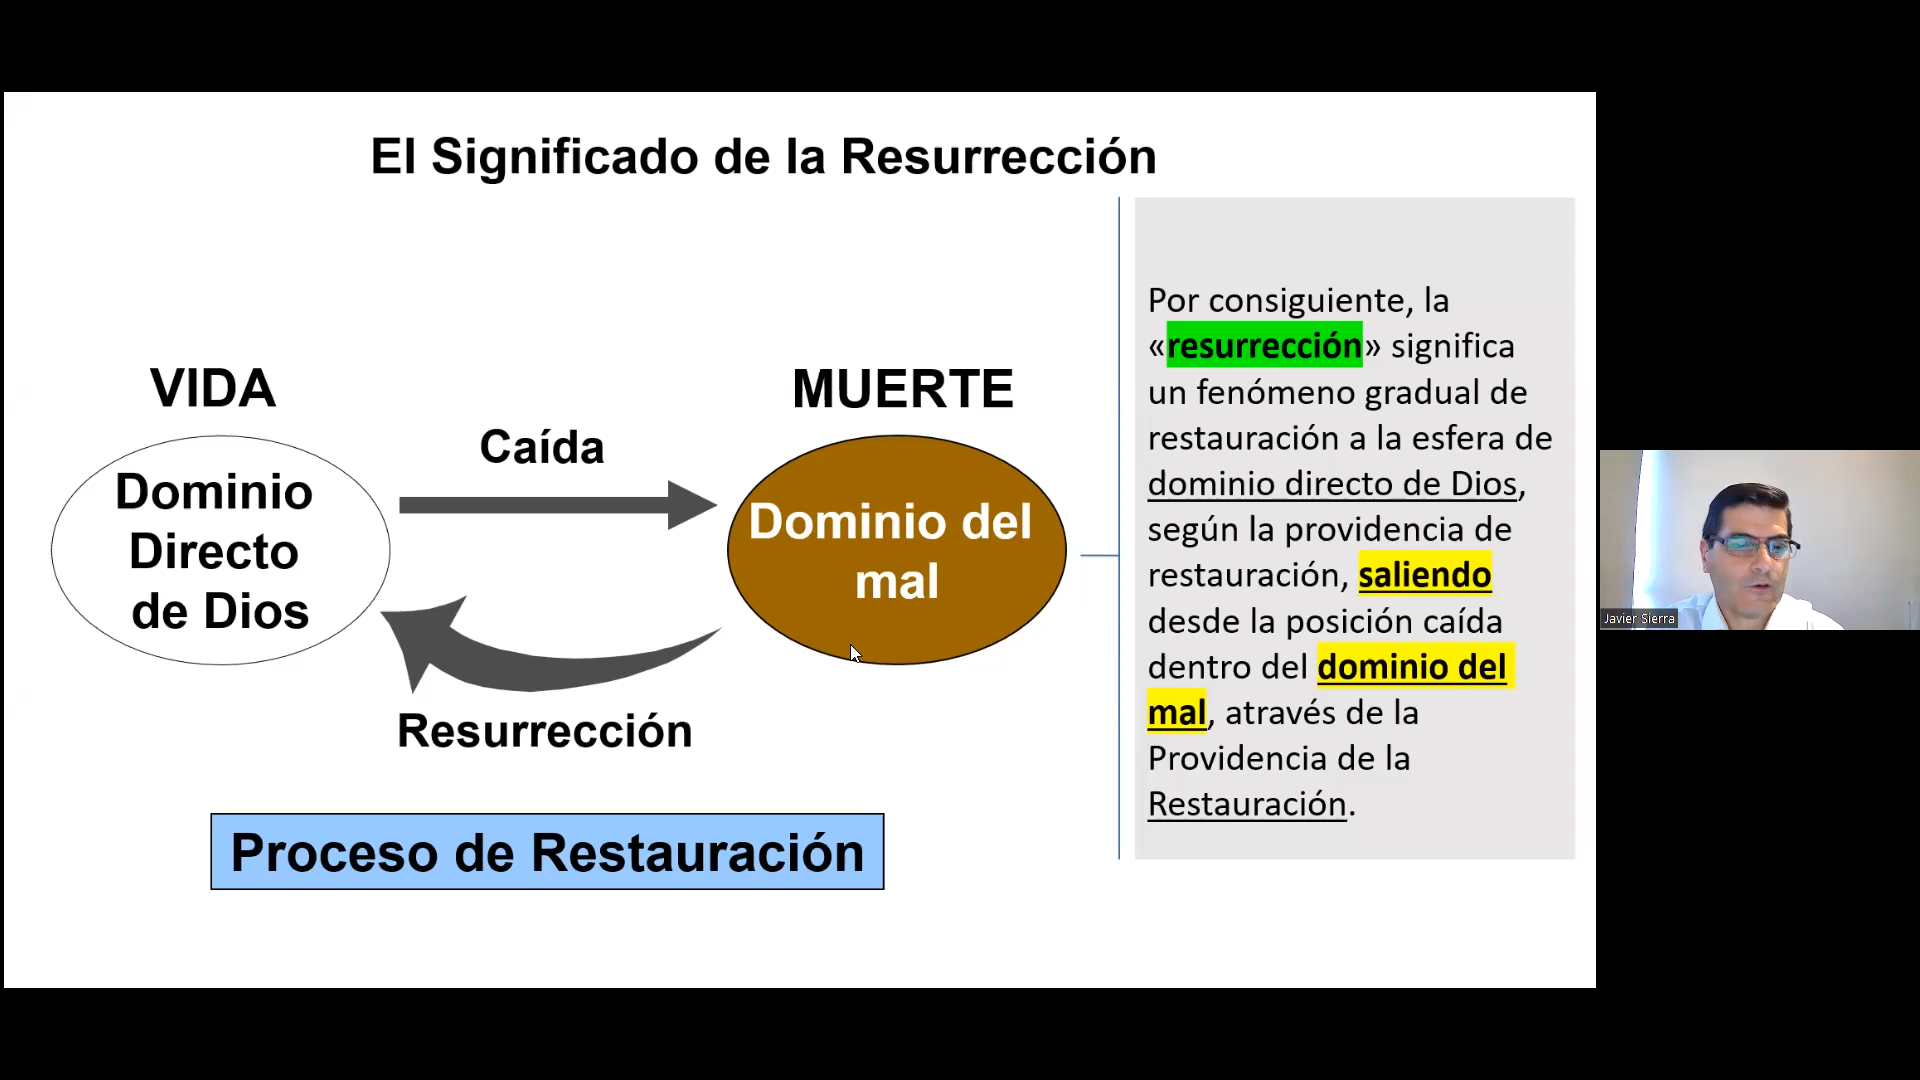 El Significado de la Resurrección
VIDA
Dominio
Directo
de Dios
Caída
MUERTE
Dominio del
mal
Resurrección
Proceso de Restauración
Por consiguiente, la
«resurrección» significa
un fenómeno gradual de
restauración a la esfera de
dominio directo de Dios,
según la providencia de
restauración, saliendo
desde la posición caída
dentro del dominio del
mal, através de la
Providencia de la
Restauración.
Javier Sierra